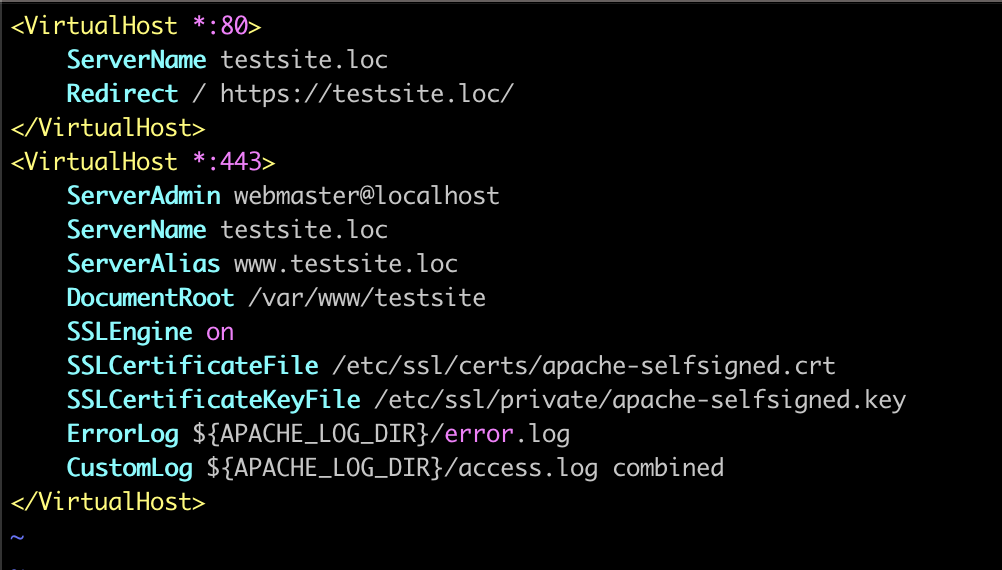 <VirtualHost *:80>
    ServerName testsite.loc
    Redirect / https://testsite.loc/
</VirtualHost>
<VirtualHost *:443>
    ServerAdmin webmaster@localhost
    ServerName testsite.loc
    ServerAlias www.testsite.loc
    DocumentRoot /var/www/testsite
    SSLEngine on
    SSLCertificateFile /etc/ssl/certs/apache-selfsigned.crt
    SSLCertificateKeyFile /etc/ssl/private/apache-selfsigned.key
    ErrorLog ${APACHE_LOG_DIR}/error.log
    CustomLog ${APACHE_LOG_DIR}/access.log combined
</VirtualHost>
~